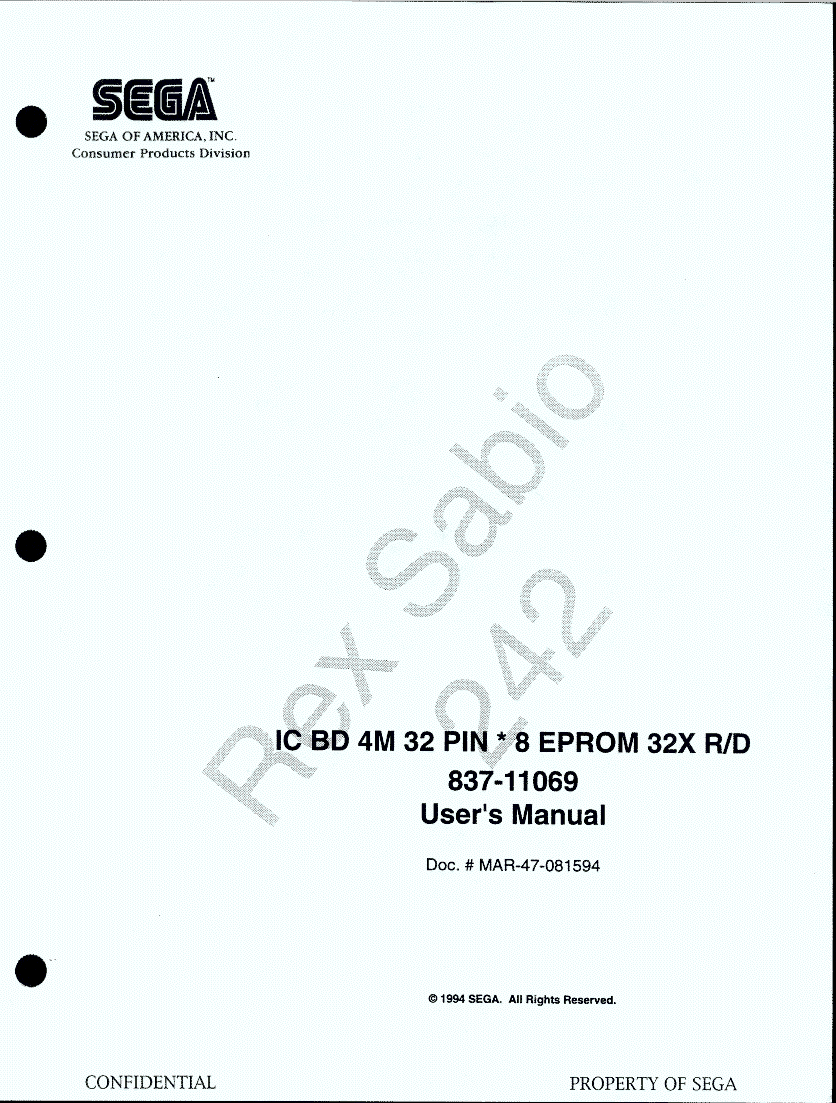 SEGA™
SEGA OF AMERICA, INC.
Consumer Products Division
Rex Sabio
242
IC BD 4M 32 PIN * 8 EPROM 32X R/D
837-11069
User's Manual
Doc. # MAR-47-081594
© 1994 SEGA. All Rights Reserved.
CONFIDENTIAL
PROPERTY OF SEGA